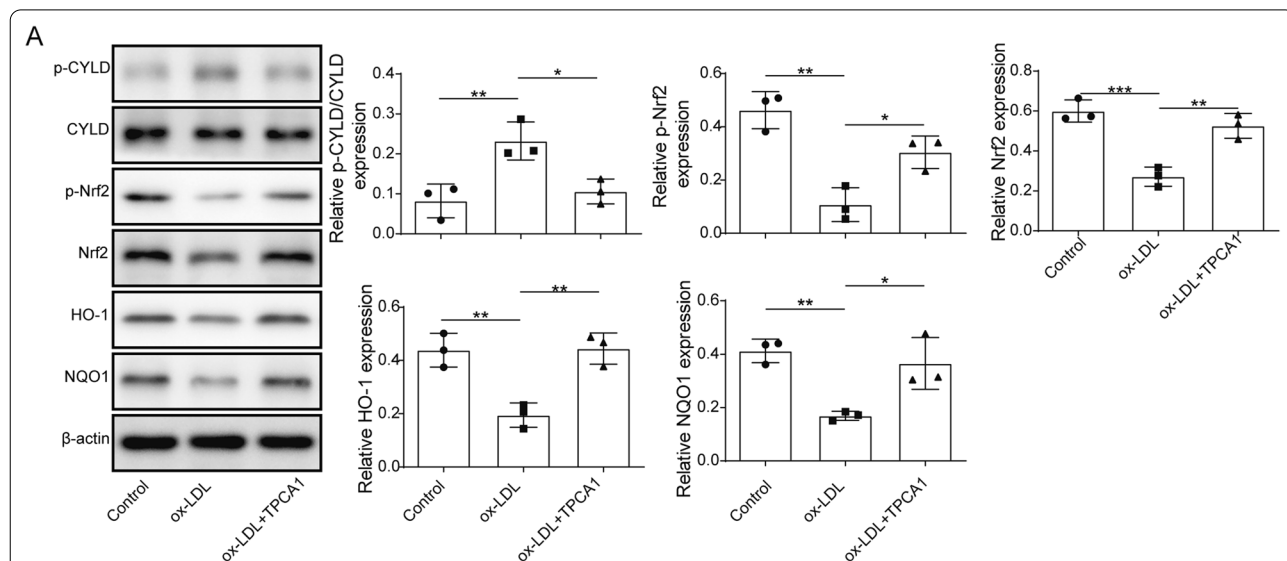 A
p-CYLD
CYLD
p-Nrf2
Nrf2
HO-1
NQO1
β-actin
Control
ox-LDL
ox-LDL+TPCA1
Relative p-CYLD/CYLD
expression
0.4
0.3
0.2
0.1
0.0
**
*
Relative p-Nrf2
expression
0.6
0.4
0.2
0.0
**
*
Relative Nrf2 expression
0.8
0.6
0.4
0.2
0.0
***
**
Control
ox-LDL
ox-LDL+TPCA1
Relative HO-1 expression
0.6
0.4
0.2
0.0
**
**
Control
ox-LDL
ox-LDL+TPCA1
Relative NQO1 expression
0.6
0.4
0.2
0.0
**
*
Control
ox-LDL
ox-LDL+TPCA1